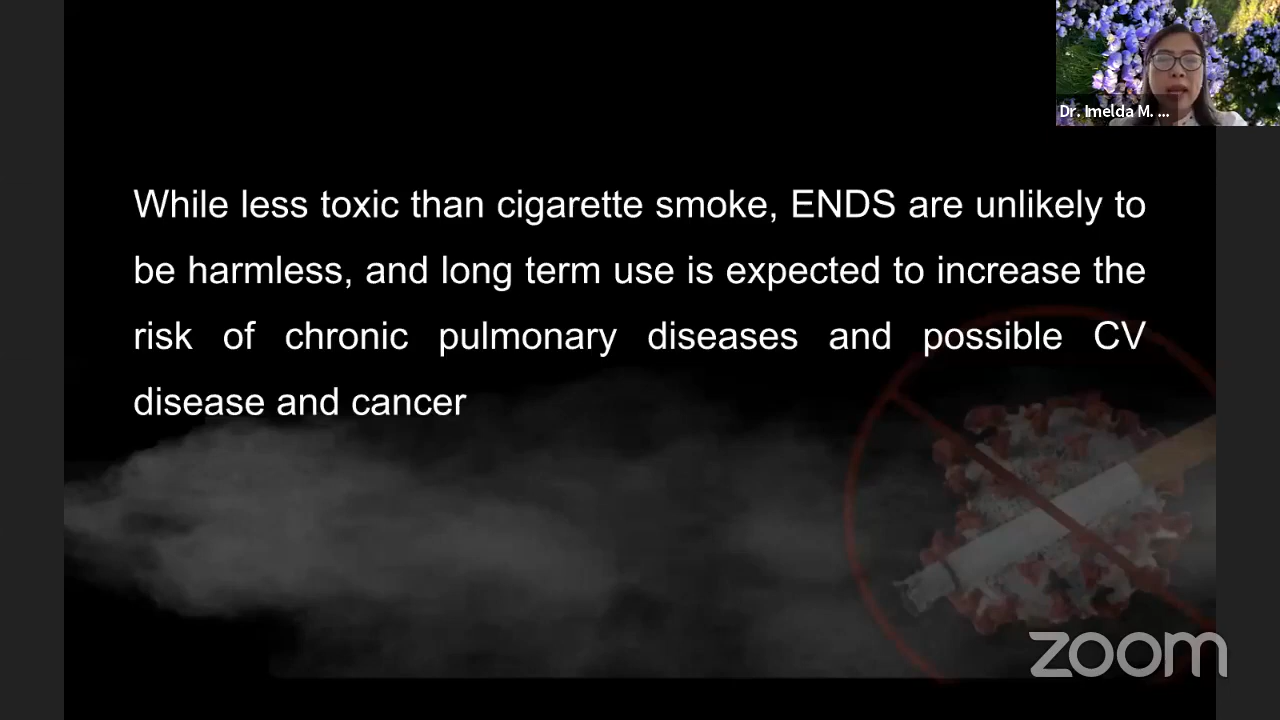 Dr. Imelda M. ...
While less toxic than cigarette smoke, ENDS are unlikely to
be harmless, and long term use is expected to increase the
risk of chronic pulmonary diseases and possible CV
disease and cancer
zoom